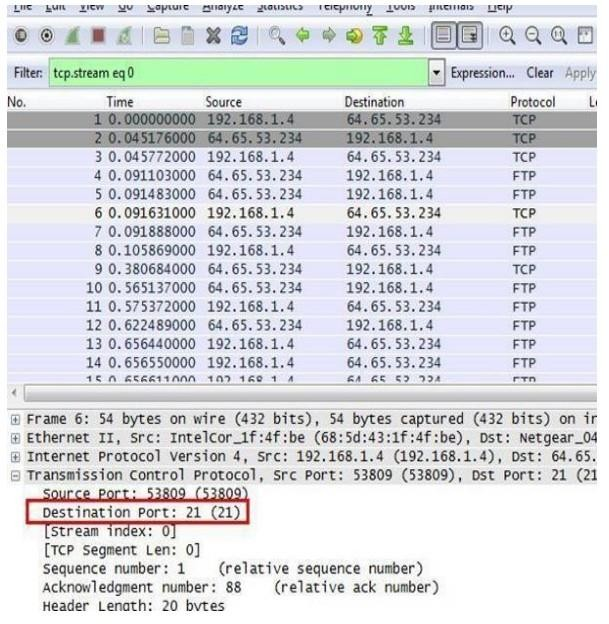 File Edit View Go Capture Analyze Statistics Telephony Tools Internals Help
Filter: tcp.stream eq 0 Expression... Clear Apply
No. Time Source Destination Protocol
1 0.000000000 192.168.1.4 64.65.53.234 TCP
2 0.045176000 64.65.53.234 192.168.1.4 TCP
3 0.045772000 192.168.1.4 64.65.53.234 TCP
4 0.091103000 64.65.53.234 192.168.1.4 FTP
5 0.091483000 64.65.53.234 192.168.1.4 FTP
6 0.091631000 192.168.1.4 64.65.53.234 TCP
7 0.091888000 64.65.53.234 192.168.1.4 FTP
8 0.105869000 192.168.1.4 64.65.53.234 FTP
9 0.380684000 64.65.53.234 192.168.1.4 TCP
10 0.565137000 64.65.53.234 192.168.1.4 FTP
11 0.575372000 192.168.1.4 64.65.53.234 FTP
12 0.622489000 64.65.53.234 192.168.1.4 FTP
13 0.656440000 192.168.1.4 64.65.53.234 FTP
14 0.656550000 192.168.1.4 64.65.53.234 FTP
15 0.656611000 192.168.1.4 64.65.53.234 FTP
Frame 6: 54 bytes on wire (432 bits), 54 bytes captured (432 bits) on in
Ethernet II, Src: IntelCor_1f:4f:be (68:5d:43:1f:4f:be), Dst: Netgear_04
Internet Protocol Version 4, Src: 192.168.1.4 (192.168.1.4), Dst: 64.65.
Transmission Control Protocol, Src Port: 53809 (53809), Dst Port: 21 (21
Source Port: 53809 (53809)
Destination Port: 21 (21)
[Stream index: 0]
[TCP Segment Len: 0]
Sequence number: 1 (relative sequence number)
Acknowledgment number: 88 (relative ack number)
Header Length: 20 bytes